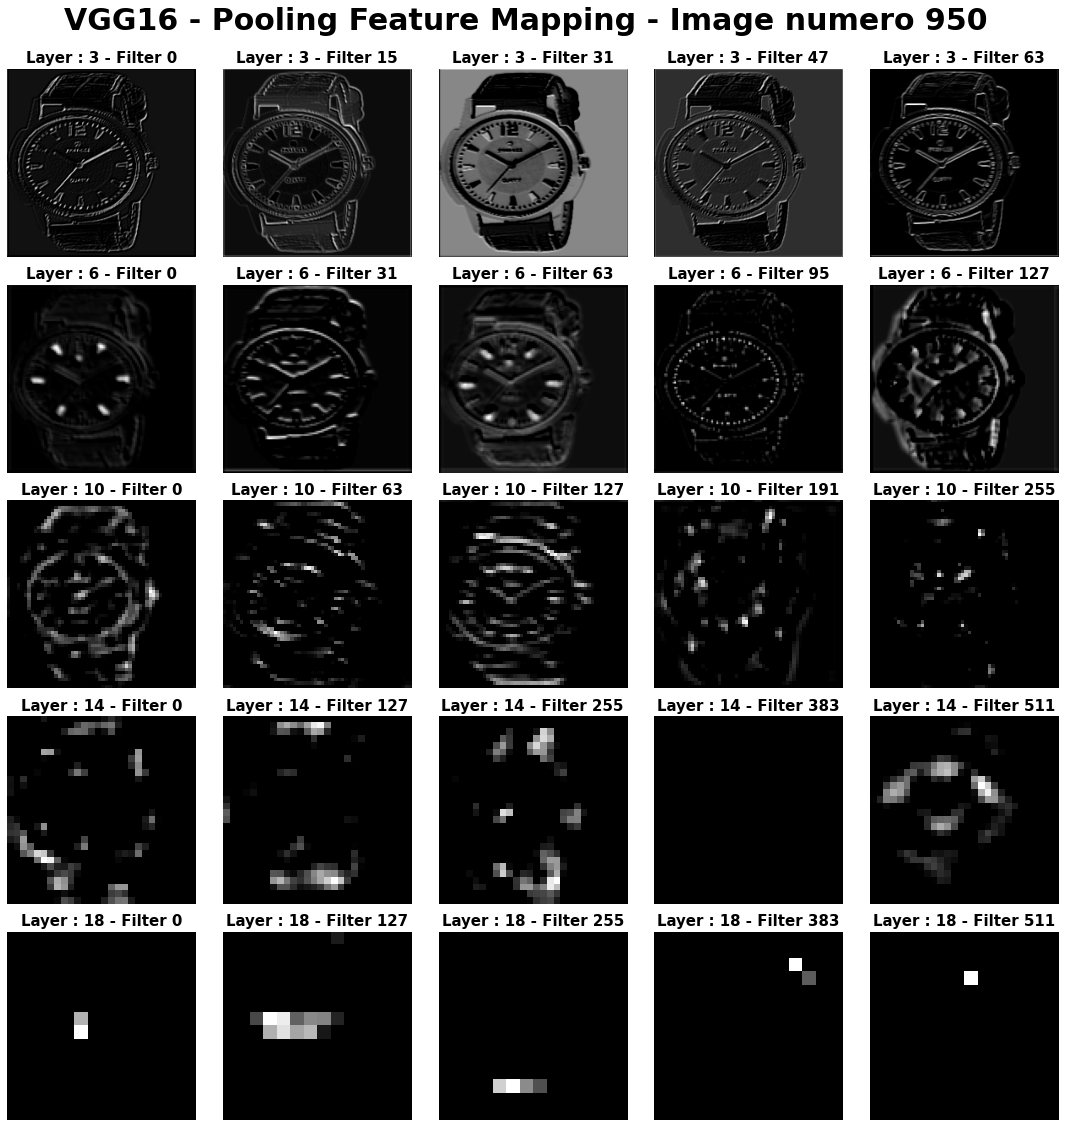 VGG16 - Pooling Feature Mapping - Image numero 950
Layer : 3 - Filter 0
Layer : 3 - Filter 15
Layer : 3 - Filter 31
Layer : 3 - Filter 47
Layer : 3 - Filter 63
Layer : 6 - Filter 0
Layer : 6 - Filter 31
Layer : 6 - Filter 63
Layer : 6 - Filter 95
Layer : 6 - Filter 127
Layer : 10 - Filter 0
Layer : 10 - Filter 63
Layer : 10 - Filter 127
Layer : 10 - Filter 191
Layer : 10 - Filter 255
Layer : 14 - Filter 0
Layer : 14 - Filter 127
Layer : 14 - Filter 255
Layer : 14 - Filter 383
Layer : 14 - Filter 511
Layer : 18 - Filter 0
Layer : 18 - Filter 127
Layer : 18 - Filter 255
Layer : 18 - Filter 383
Layer : 18 - Filter 511